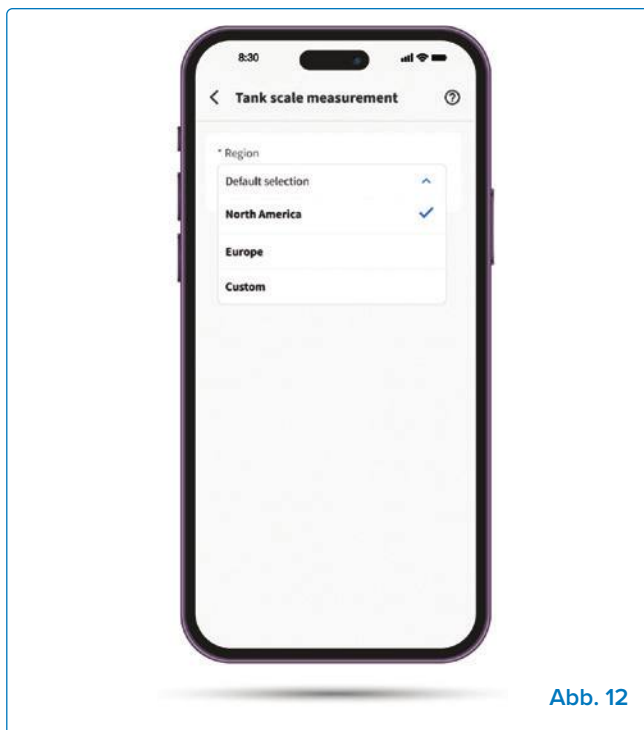 8:30
Tank scale measurement
* Region
Default selection
North America
Europe
Custom
Abb. 12